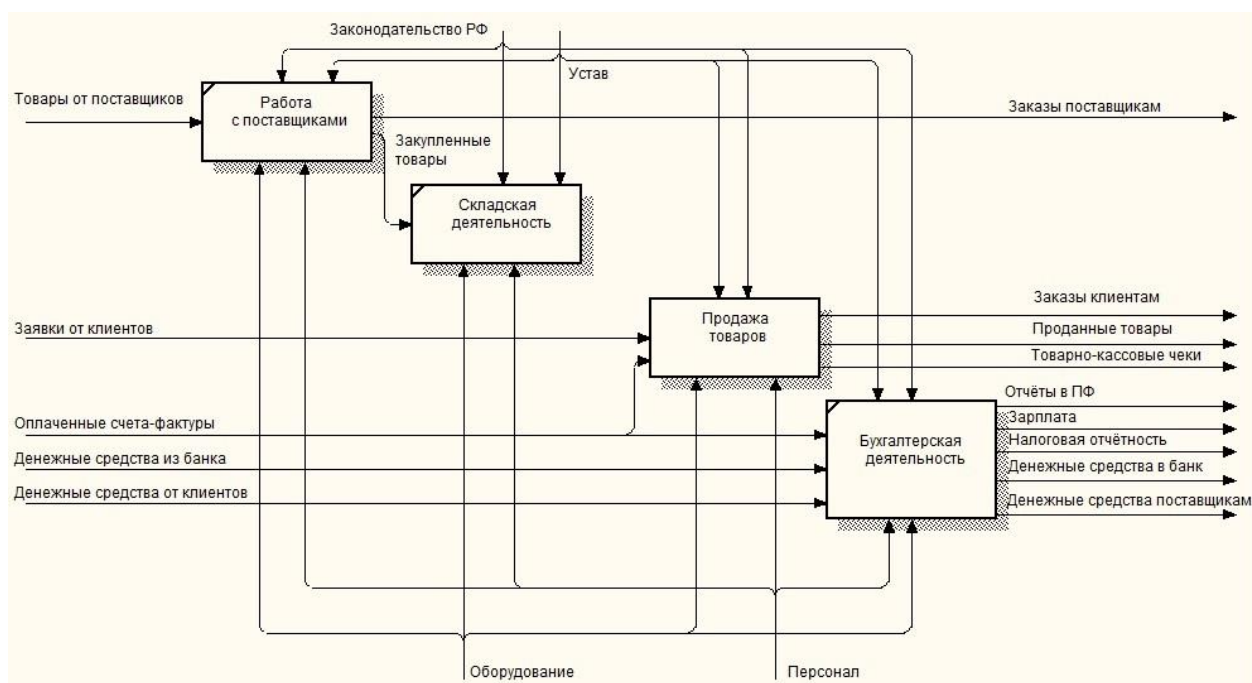 Законодательство РФ
Устав
Товары от поставщиков
Работа
с поставщиками
Заказы поставщикам
Закупленные
товары
Складская
деятельность
Заявки от клиентов
Продажа
товаров
Заказы клиентам
Проданные товары
Товарно-кассовые чеки
Оплаченные счета-фактуры
Денежные средства из банка
Денежные средства от клиентов
Бухгалтерская
деятельность
Отчёты в ПФ
Зарплата
Налоговая отчётность
Денежные средства в банк
Денежные средства поставщикам
Оборудование
Персонал